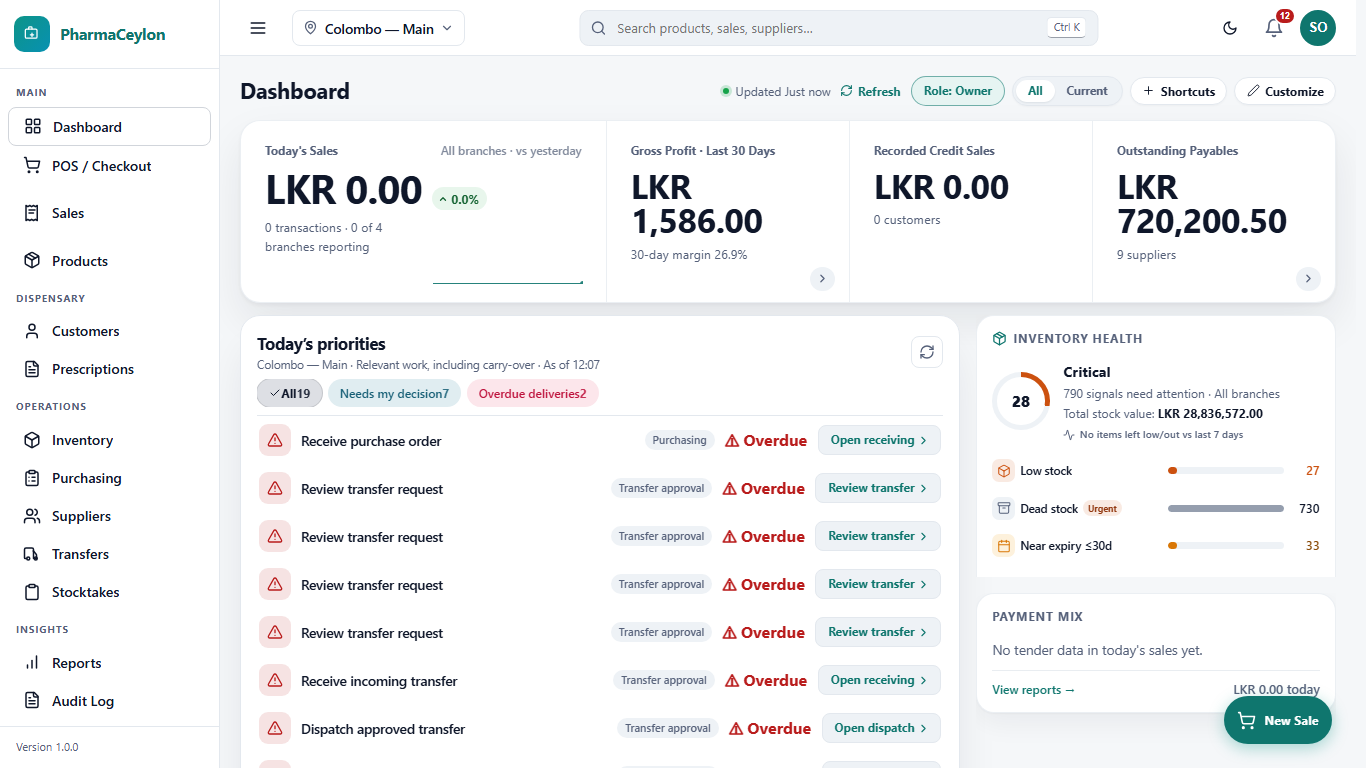 PharmaCeylon
Colombo — Main
Search products, sales, suppliers...
Ctrl K
12
SO
MAIN
Dashboard
POS / Checkout
Sales
Products
DISPENSARY
Customers
Prescriptions
OPERATIONS
Inventory
Purchasing
Suppliers
Transfers
Stocktakes
INSIGHTS
Reports
Audit Log
Version 1.0.0
Dashboard
Updated Just now
Refresh
Role: Owner
All
Current
Shortcuts
Customize
Today's Sales
All branches · vs yesterday
LKR 0.00
0.0%
0 transactions · 0 of 4
branches reporting
Gross Profit · Last 30 Days
LKR
1,586.00
30-day margin 26.9%
Recorded Credit Sales
LKR 0.00
0 customers
Outstanding Payables
LKR
720,200.50
9 suppliers
Today’s priorities
Colombo — Main · Relevant work, including carry-over · As of 12:07
All19
Needs my decision7
Overdue deliveries2
Receive purchase order Purchasing Overdue Open receiving
Review transfer request Transfer approval Overdue Review transfer
Review transfer request Transfer approval Overdue Review transfer
Review transfer request Transfer approval Overdue Review transfer
Review transfer request Transfer approval Overdue Review transfer
Receive incoming transfer Transfer approval Overdue Open receiving
Dispatch approved transfer Transfer approval Overdue Open dispatch
INVENTORY HEALTH
28
Critical
790 signals need attention · All branches
Total stock value: LKR 28,836,572.00
No items left low/out vs last 7 days
Low stock 27
Dead stock Urgent 730
Near expiry ≤30d 33
PAYMENT MIX
No tender data in today's sales yet.
View reports →
LKR 0.00 today
New Sale